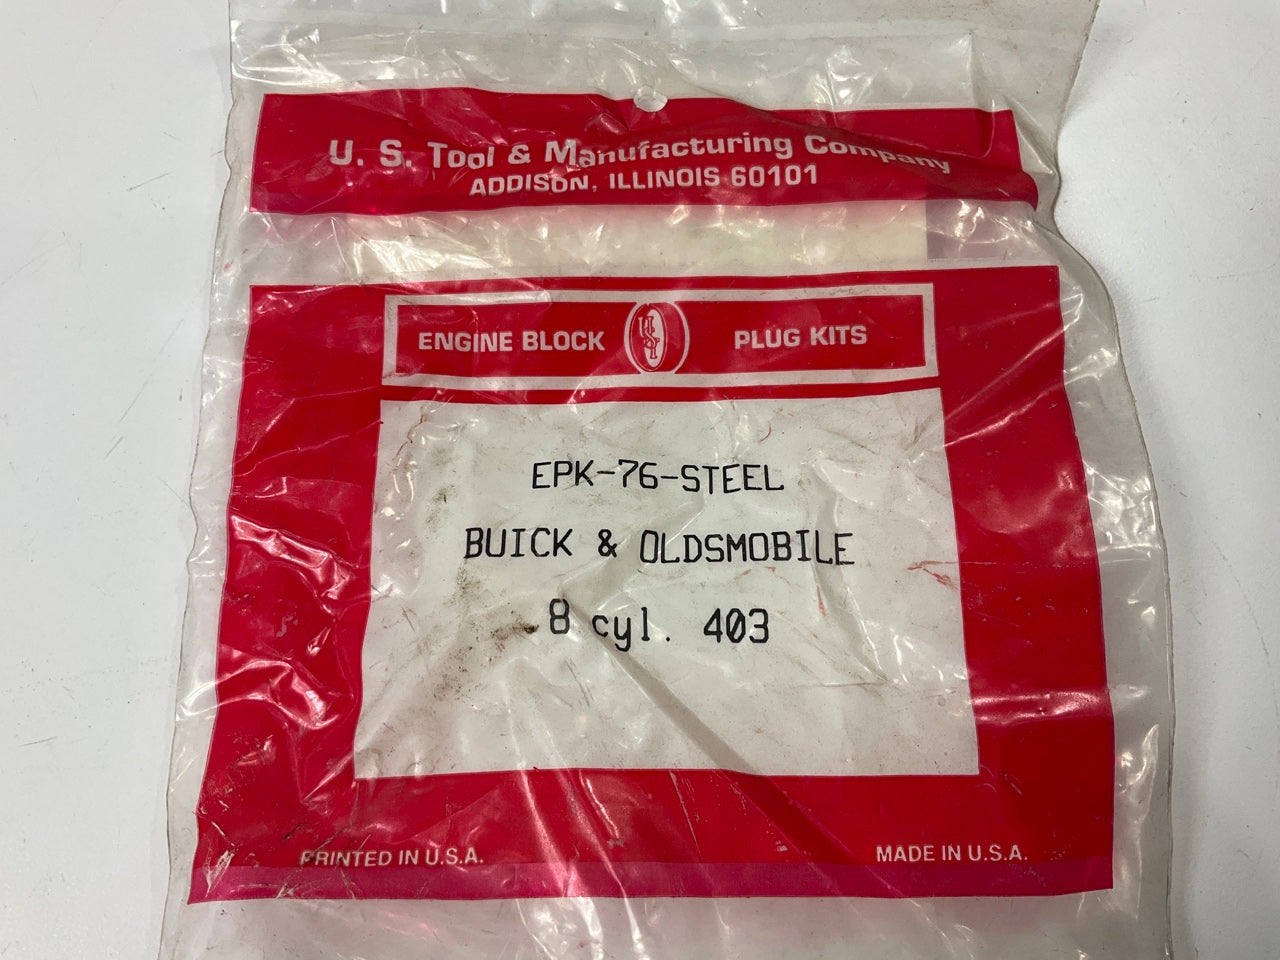 U. S. Tool & Manufacturing Company
ADDISON, ILLINOIS 60101
ENGINE BLOCK UST PLUG KITS
EPK-76-STEEL
BUICK & OLDSMOBILE
8 cyl. 403
PRINTED IN U.S.A.
MADE IN U.S.A.